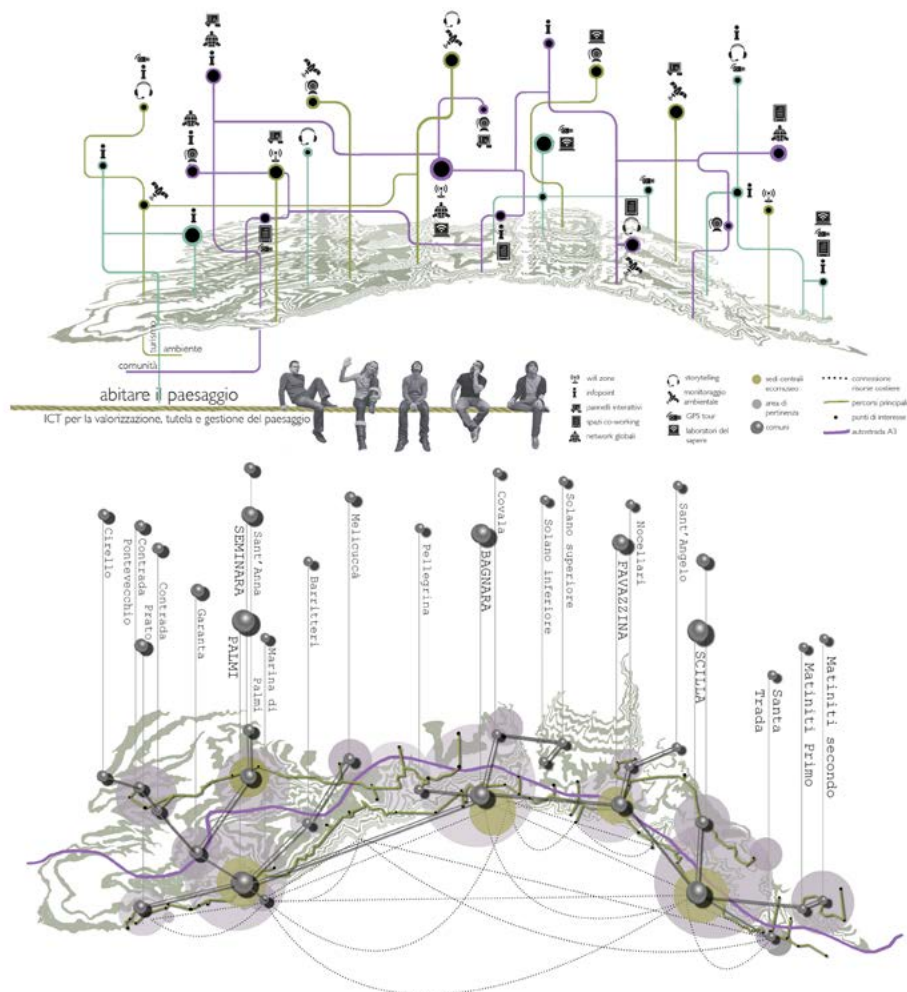 turismo
ambiente
comunità
abitare il paesaggio
ICT per la valorizzazione, tutela e gestione del paesaggio
wifi zone
infopoint
pannelli interattivi
spazi co-working
network globali
storytelling
monitoraggio
ambientale
GPS tour
laboratori del
sapere
sedi centrali
ecomuseo
area di
pertinenza
comuni
connessione
risorse costiere
percorsi principali
punti di interesse
autostrada A3
Cirello
Contrada Prato
Pontevecchio
Contrada
Garanta
SEMINARA
Sant'Anna
PALMI
Marina di
Palmi
Barritteri
Melicuccà
Pellegrina
BAGNARA
Covala
Solano inferiore
Solano superiore
FAVAZZINA
Nocellari
Sant'Angelo
SCILLA
Santa
Trada
Matiniti Primo
Matiniti secondo